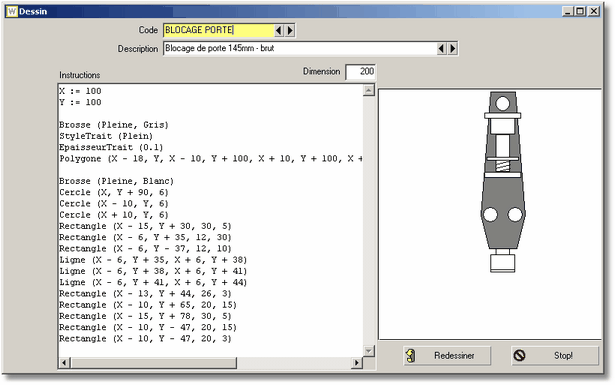 Dessin
Code BLOCAGE PORTE
Description Blocage de porte 145mm - brut
Instructions
Dimension 200
X := 100
Y := 100
Brosse (Pleine, Gris)
StyleTrait (Plein)
EpaisseurTrait (0.1)
Polygone (X - 18, Y, X - 10, Y + 100, X + 10, Y + 100, X +
Brosse (Pleine, Blanc)
Cercle (X, Y + 90, 6)
Cercle (X - 10, Y, 6)
Cercle (X + 10, Y, 6)
Rectangle (X - 15, Y + 30, 30, 5)
Rectangle (X - 6, Y + 35, 12, 30)
Rectangle (X - 6, Y - 37, 12, 10)
Ligne (X - 6, Y + 35, X + 6, Y + 38)
Ligne (X - 6, Y + 38, X + 6, Y + 41)
Ligne (X - 6, Y + 41, X + 6, Y + 44)
Rectangle (X - 13, Y + 44, 26, 3)
Rectangle (X - 10, Y + 65, 20, 15)
Rectangle (X - 15, Y + 78, 30, 5)
Rectangle (X - 10, Y - 47, 20, 15)
Rectangle (X - 10, Y - 47, 20, 3)
Redessiner
Stop!